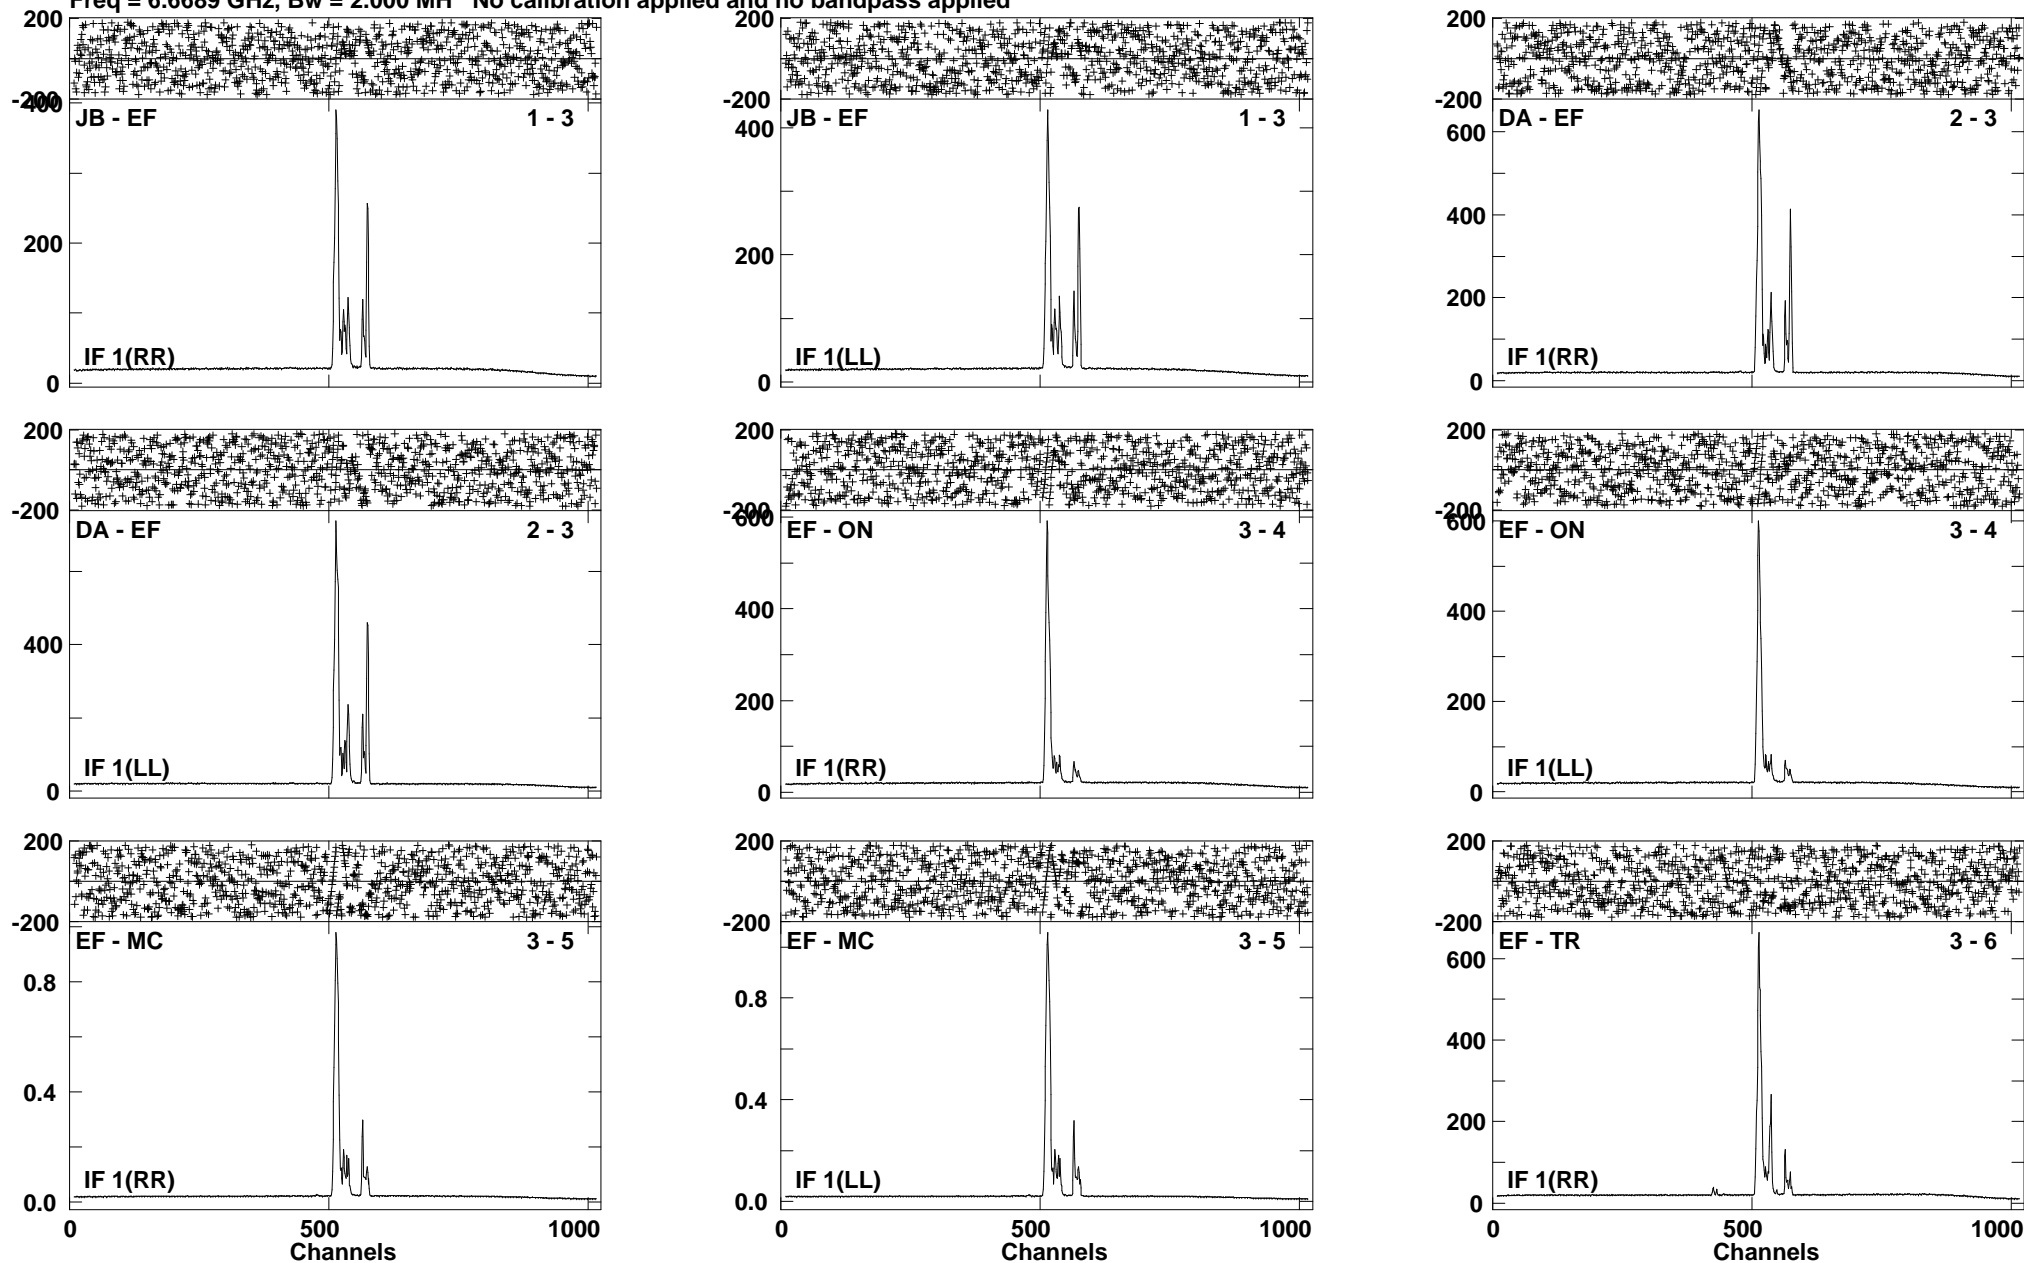 Freq = 6.6689 GHz, Bw = 2.000 MH No calibration applied and no bandpass applied
200
-200
400
200
0
JB - EF 1 - 3
IF 1(RR)
200
-200
400
200
0
JB - EF 1 - 3
IF 1(LL)
200
-200
600
400
200
0
DA - EF 2 - 3
IF 1(RR)
200
-200
400
0
DA - EF 2 - 3
IF 1(LL)
200
-200
600
400
200
0
EF - ON 3 - 4
IF 1(RR)
200
-200
600
400
200
0
EF - ON 3 - 4
IF 1(LL)
200
-200
0.8
0.4
0.0
EF - MC 3 - 5
IF 1(RR)
0 500 1000
Channels
200
-200
0.8
0.4
0.0
EF - MC 3 - 5
IF 1(LL)
0 500 1000
Channels
200
-200
600
400
200
0
EF - TR 3 - 6
IF 1(RR)
0 500 1000
Channels